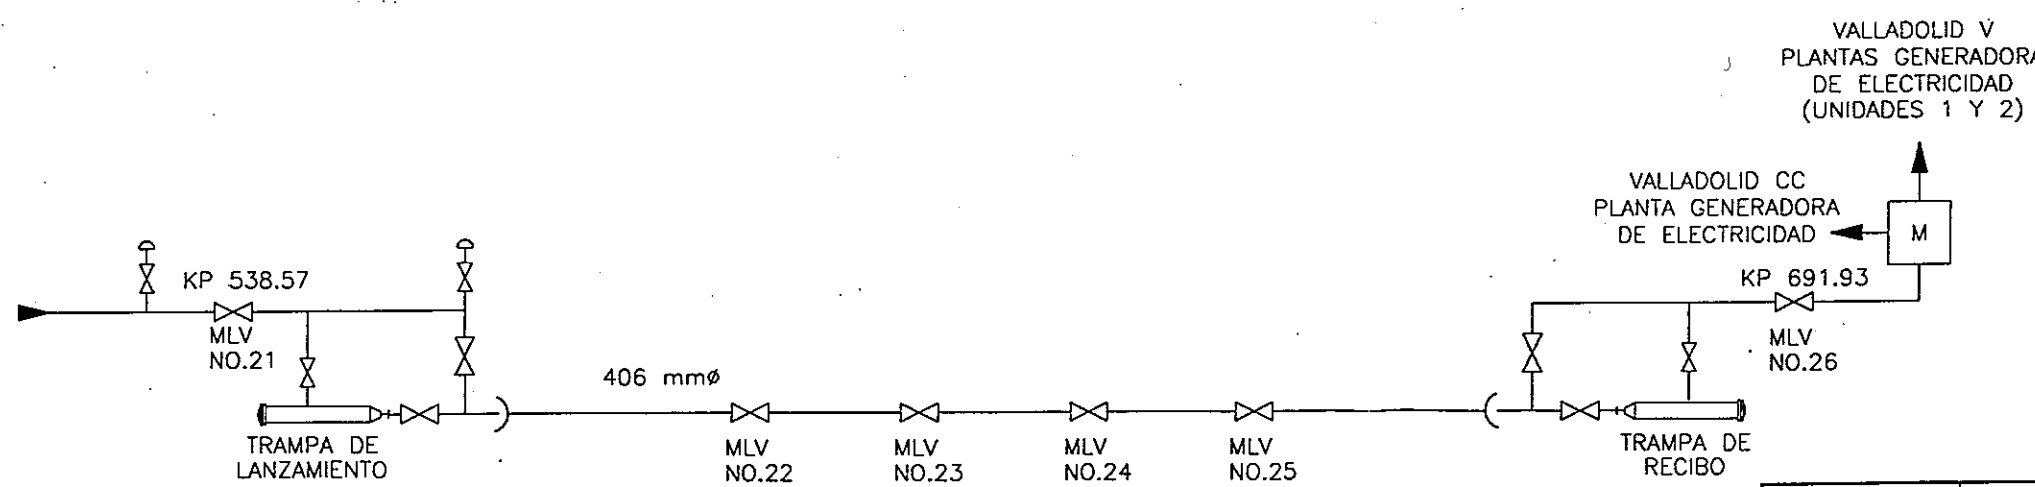 VALLADOLID V
PLANTAS GENERADORA
DE ELECTRICIDAD
(UNIDADES 1 Y 2)
VALLADOLID CC
PLANTA GENERADORA
DE ELECTRICIDAD
M
KP 538.57
MLV
NO.21
KP 691.93
MLV
NO.26
406 mmø
TRAMPA DE
LANZAMIENTO
MLV
NO.22
MLV
NO.23
MLV
NO.24
MLV
NO.25
TRAMPA DE
RECIBO